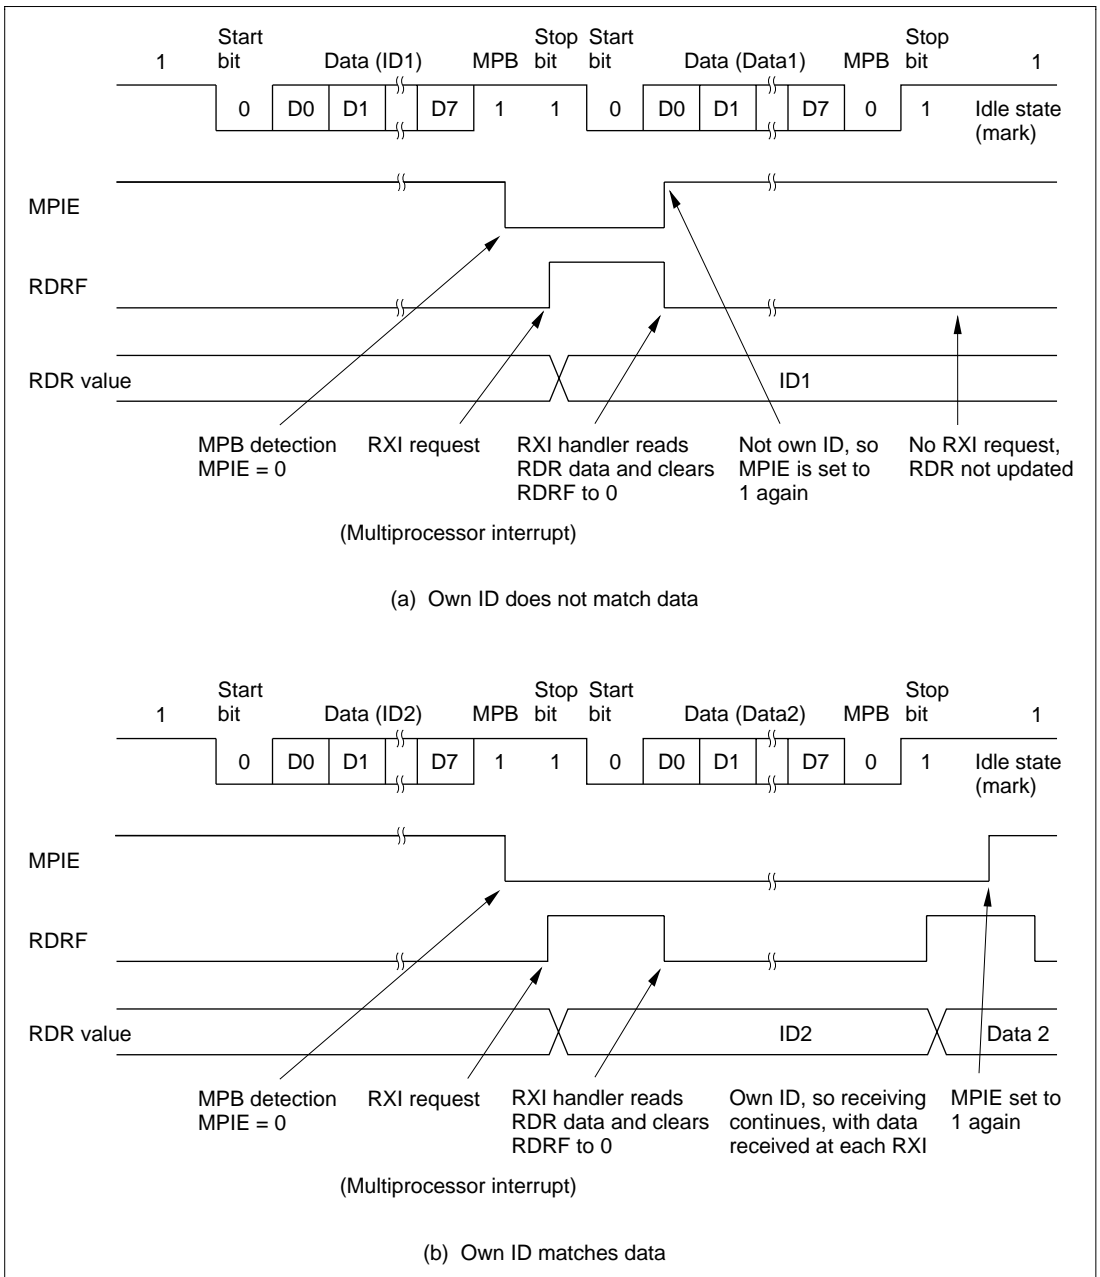 Start Stop Start Stop
1 bit Data (ID1) MPB bit bit Data (Data1) MPB bit 1
0 D0 D1 D7 1 1 0 D0 D1 D7 0 1 Idle state
(mark)
MPIE
RDRF
RDR value ID1
MPB detection RXI request RXI handler reads Not own ID, so No RXI request,
MPIE = 0 RDR data and clears MPIE is set to RDR not updated
RDRF to 0 1 again
(Multiprocessor interrupt)
(a) Own ID does not match data
Start Stop Start Stop
1 bit Data (ID2) MPB bit bit Data (Data2) MPB bit 1
0 D0 D1 D7 1 1 0 D0 D1 D7 0 1 Idle state
(mark)
MPIE
RDRF
RDR value ID2 Data 2
MPB detection RXI request RXI handler reads Own ID, so receiving MPIE set to
MPIE = 0 RDR data and clears continues, with data 1 again
RDRF to 0 received at each RXI
(Multiprocessor interrupt)
(b) Own ID matches data